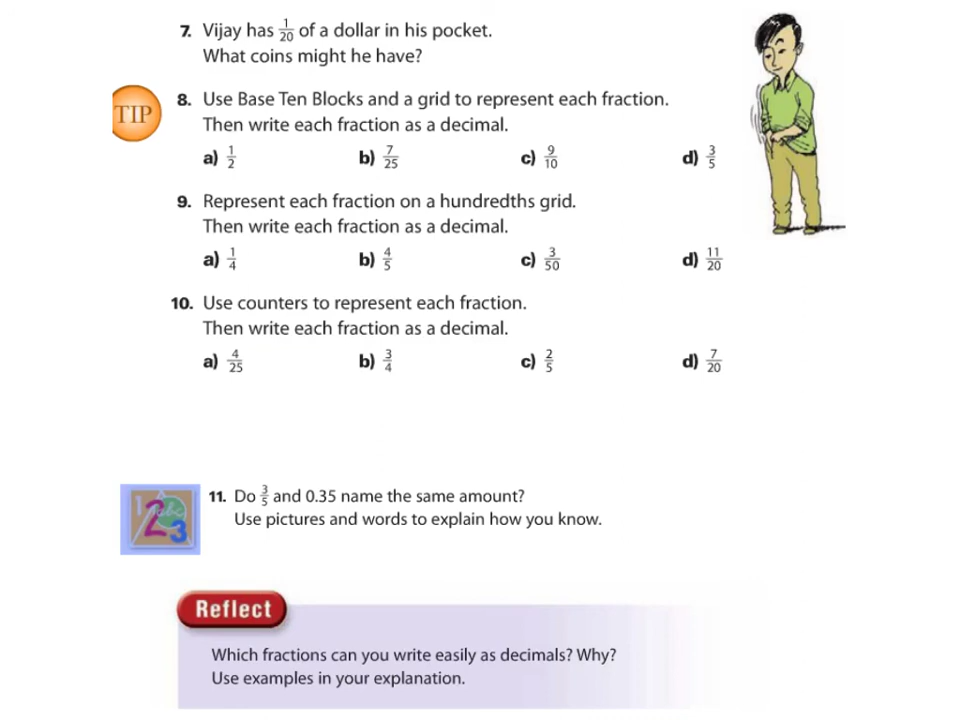 7. Vijay has 1/20 of a dollar in his pocket.
What coins might he have?
TIP
8. Use Base Ten Blocks and a grid to represent each fraction.
Then write each fraction as a decimal.
a) 1/2 b) 7/25 c) 9/10 d) 3/5
9. Represent each fraction on a hundredths grid.
Then write each fraction as a decimal.
a) 1/4 b) 4/5 c) 3/50 d) 11/20
10. Use counters to represent each fraction.
Then write each fraction as a decimal.
a) 4/25 b) 3/4 c) 2/5 d) 7/20
1 abc 2 3
11. Do 3/5 and 0.35 name the same amount?
Use pictures and words to explain how you know.
Reflect
Which fractions can you write easily as decimals? Why?
Use examples in your explanation.